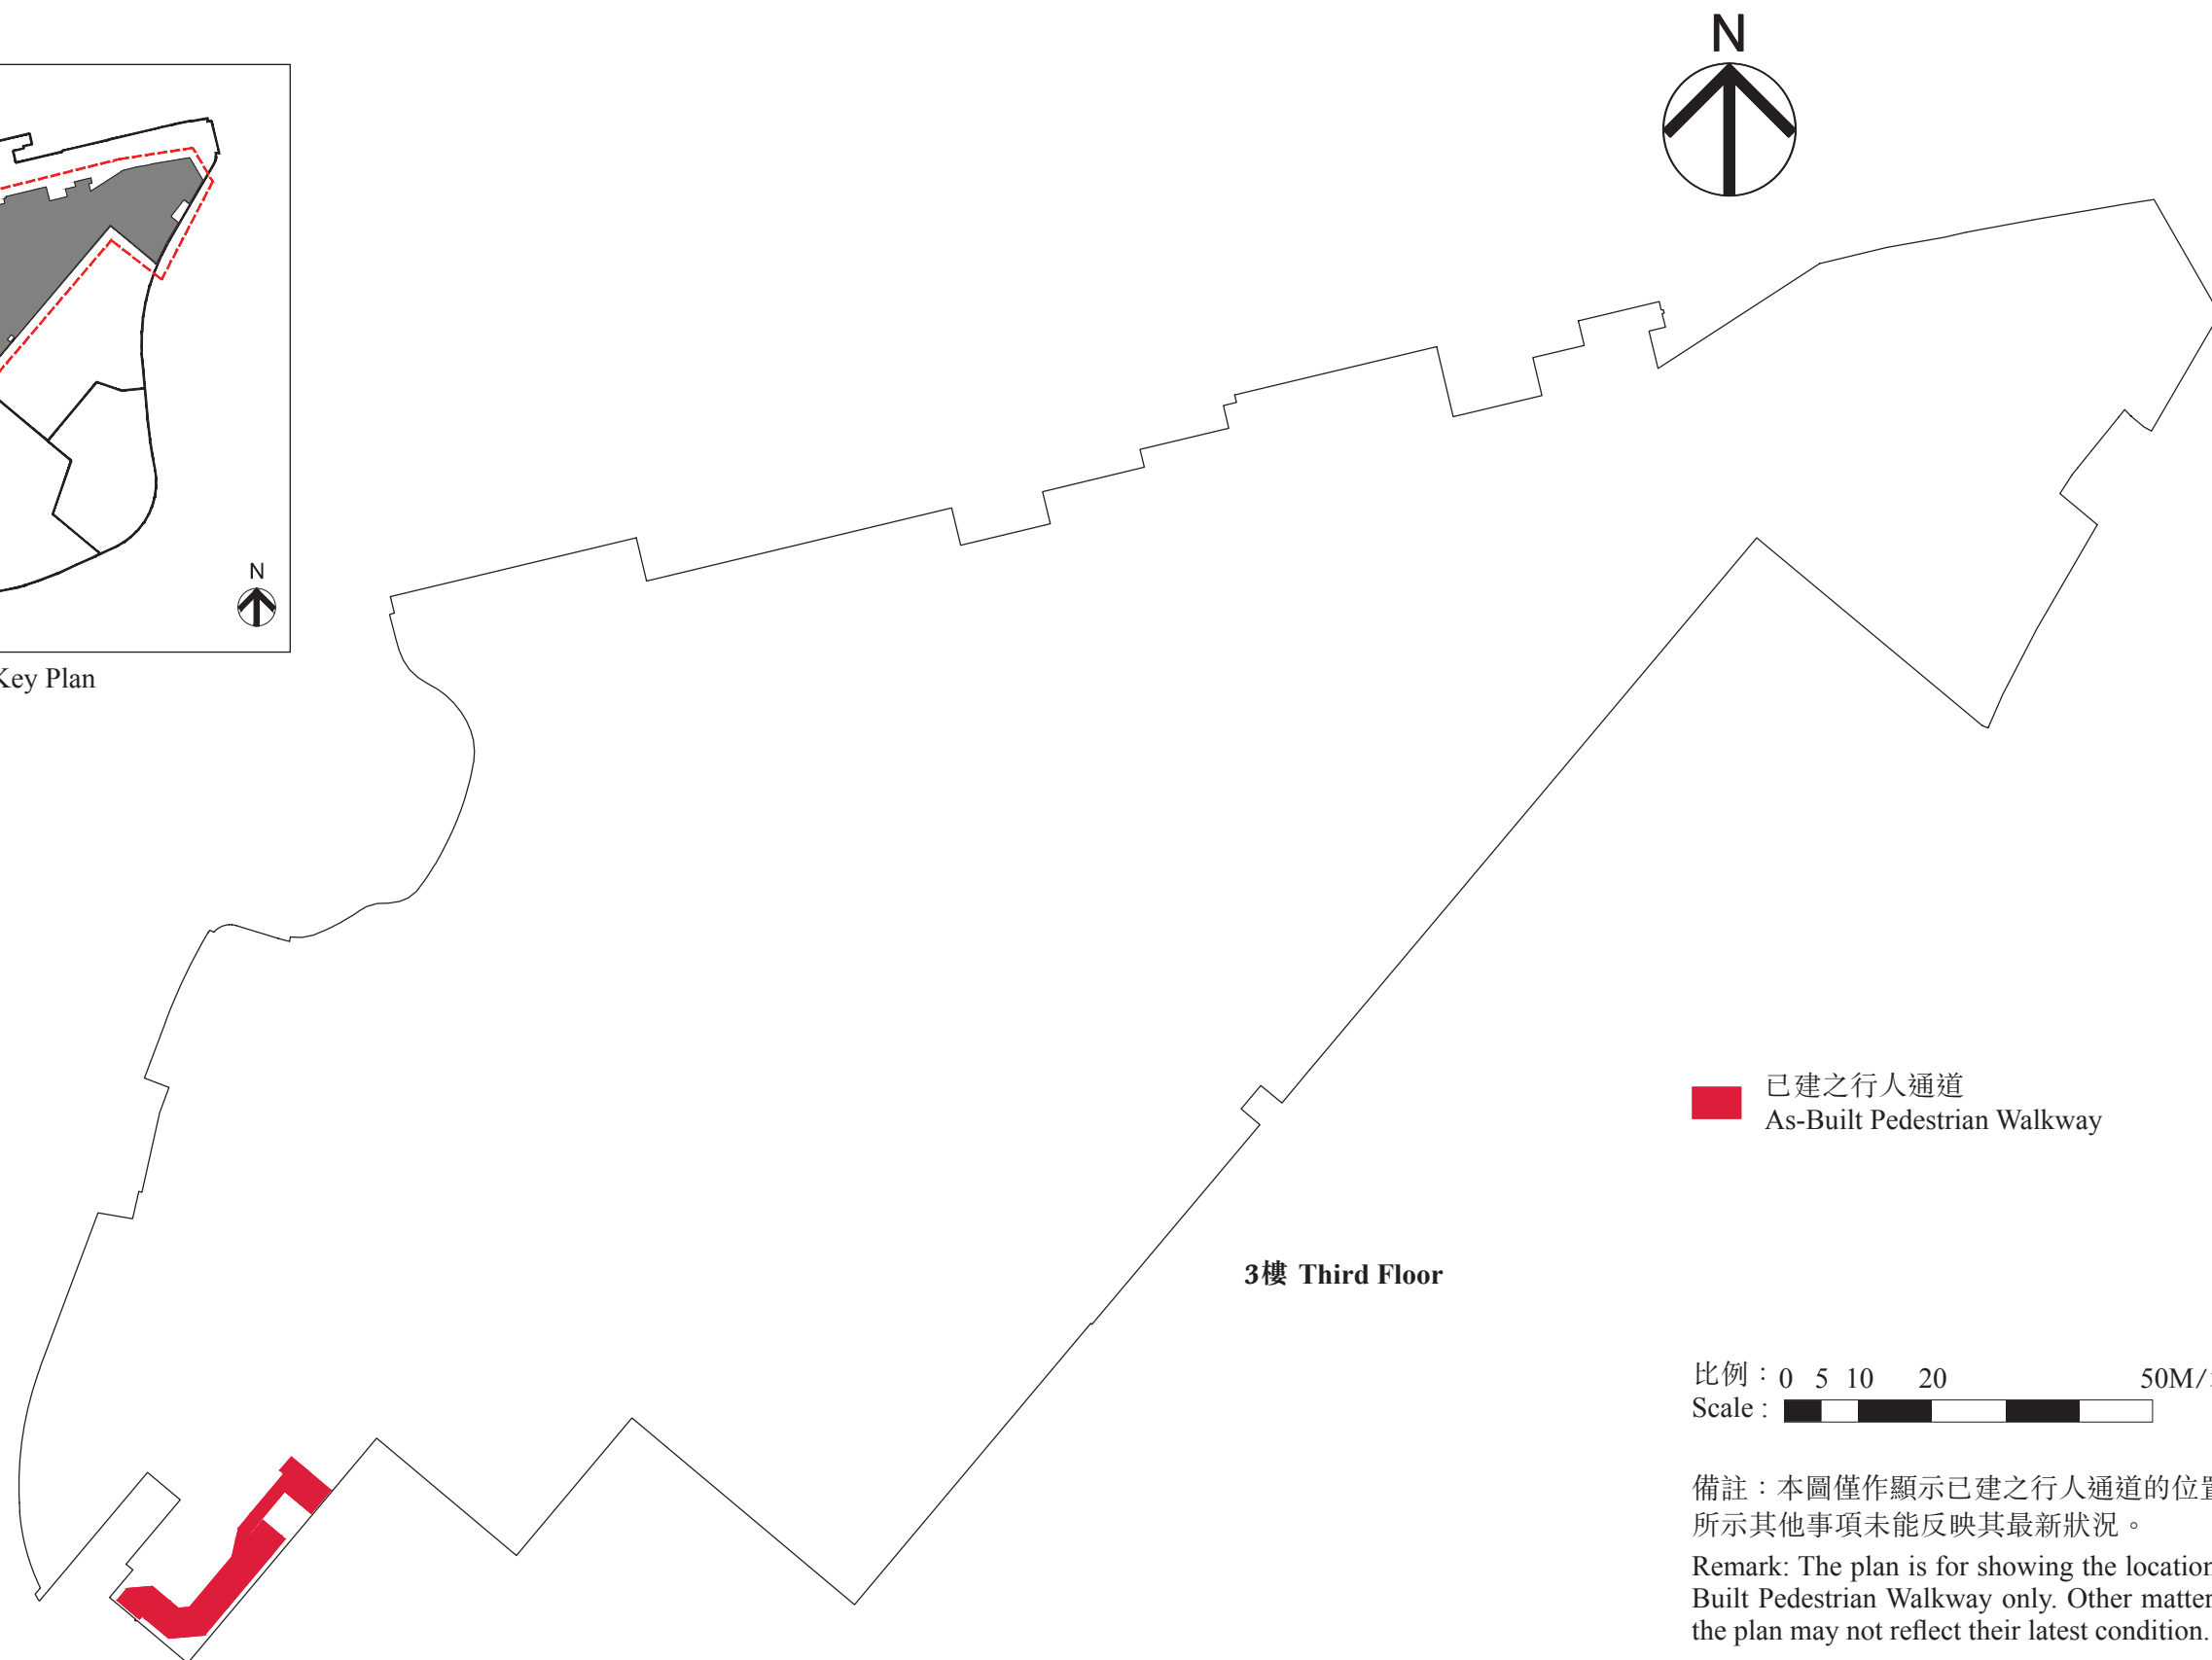 N
N
Key Plan
已建之行人通道
As-Built Pedestrian Walkway
3樓 Third Floor
比例：0 5 10 20 50M/
Scale :
備註：本圖僅作顯示已建之行人通道的位置
所示其他事項未能反映其最新狀況。
Remark: The plan is for showing the location
Built Pedestrian Walkway only. Other matter
the plan may not reflect their latest condition.